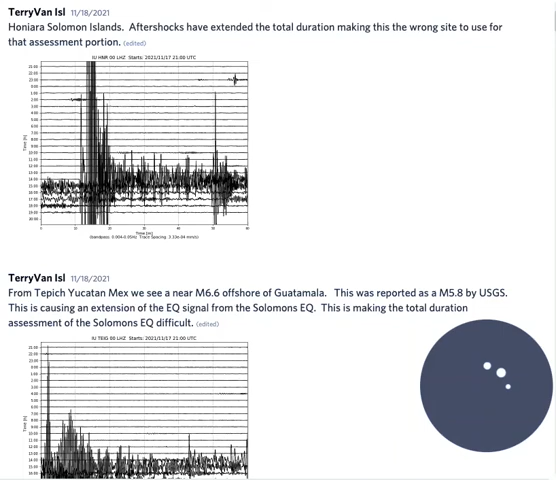 TerryVan Isl 11/18/2021
Honiara Solomon Islands. Aftershocks have extended the total duration making this the wrong site to use for
that assessment portion. (edited)
IU HNR 00 LHZ Starts: 2021/11/17 21:00 UTC
TerryVan Isl 11/18/2021
From Tepich Yucatan Mex we see a near M6.6 offshore of Guatamala. This was reported as a M5.8 by USGS.
This is causing an extension of the EQ signal from the Solomons EQ. This is making the total duration
assessment of the Solomons EQ difficult. (edited)
IU TEIG 00 LHZ Starts: 2021/11/17 21:00 UTC